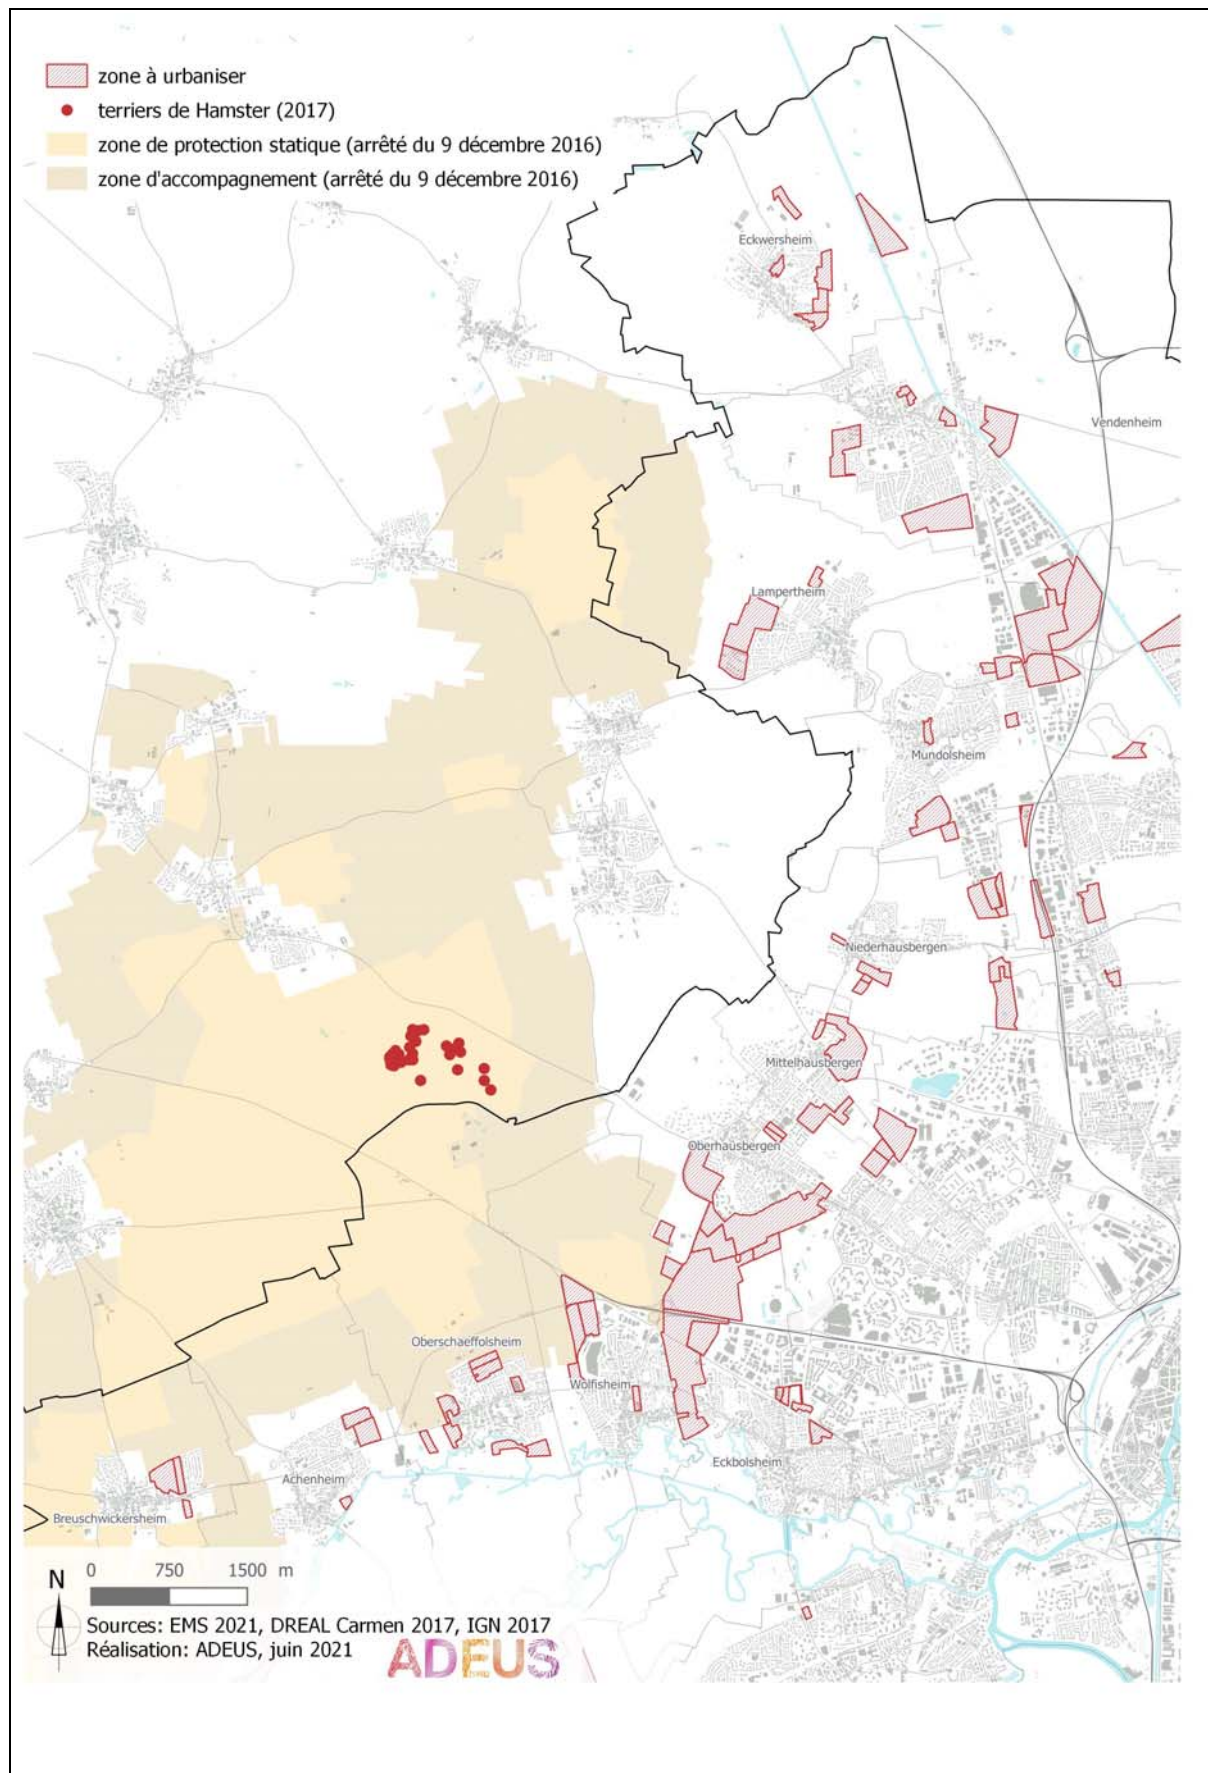 zone à urbaniser
terriers de Hamster (2017)
zone de protection statique (arrêté du 9 décembre 2016)
zone d'accompagnement (arrêté du 9 décembre 2016)
Eckwersheim
Vendenheim
Lampertheim
Mundolsheim
Niederhausbergen
Mittelhausbergen
Oberhausbergen
Oberschaeffolsheim
Wolfisheim
Eckbolsheim
Achenheim
Breuschwickersheim
0 750 1500 m
N
Sources: EMS 2021, DREAL Carmen 2017, IGN 2017
Réalisation: ADEUS, juin 2021
ADEUS